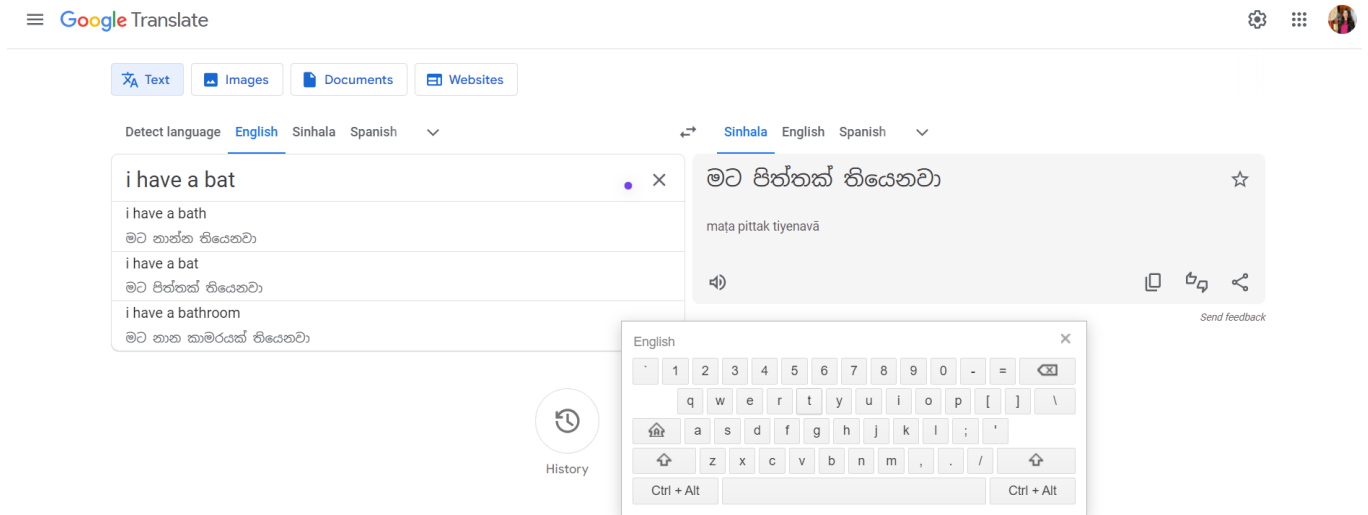 Google Translate
Text Images Documents Websites
Detect language English Sinhala Spanish
Sinhala English Spanish
i have a bat
i have a bath
මට නාන්න තියෙනවා
i have a bat
මට පිත්තක් තියෙනවා
i have a bathroom
මට නාන කාමරයක් තියෙනවා
මට පිත්තක් තියෙනවා
maṭa pittak tiyenavā
Send feedback
History
English
` 1 2 3 4 5 6 7 8 9 0 - =
q w e r t y u i o p [ ] \
a s d f g h j k l ; '
z x c v b n m , . /
Ctrl + Alt Ctrl + Alt